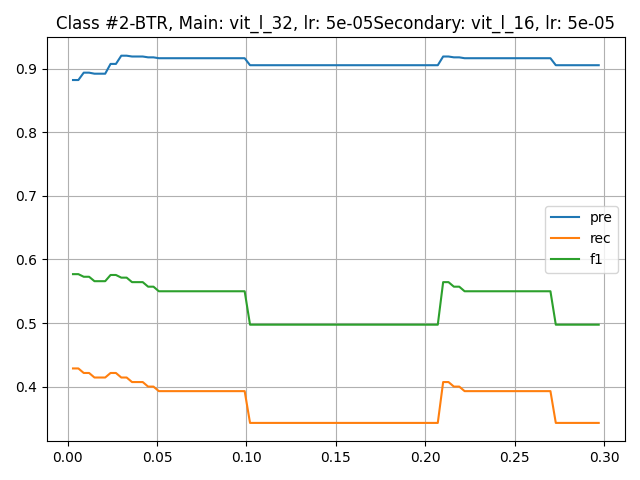 Class #2-BTR, Main: vit_l_32, lr: 5e-05Secondary: vit_l_16, lr: 5e-05
0.9
0.8
0.7
0.6
0.5
0.4
pre
rec
f1
0.00 0.05 0.10 0.15 0.20 0.25 0.30